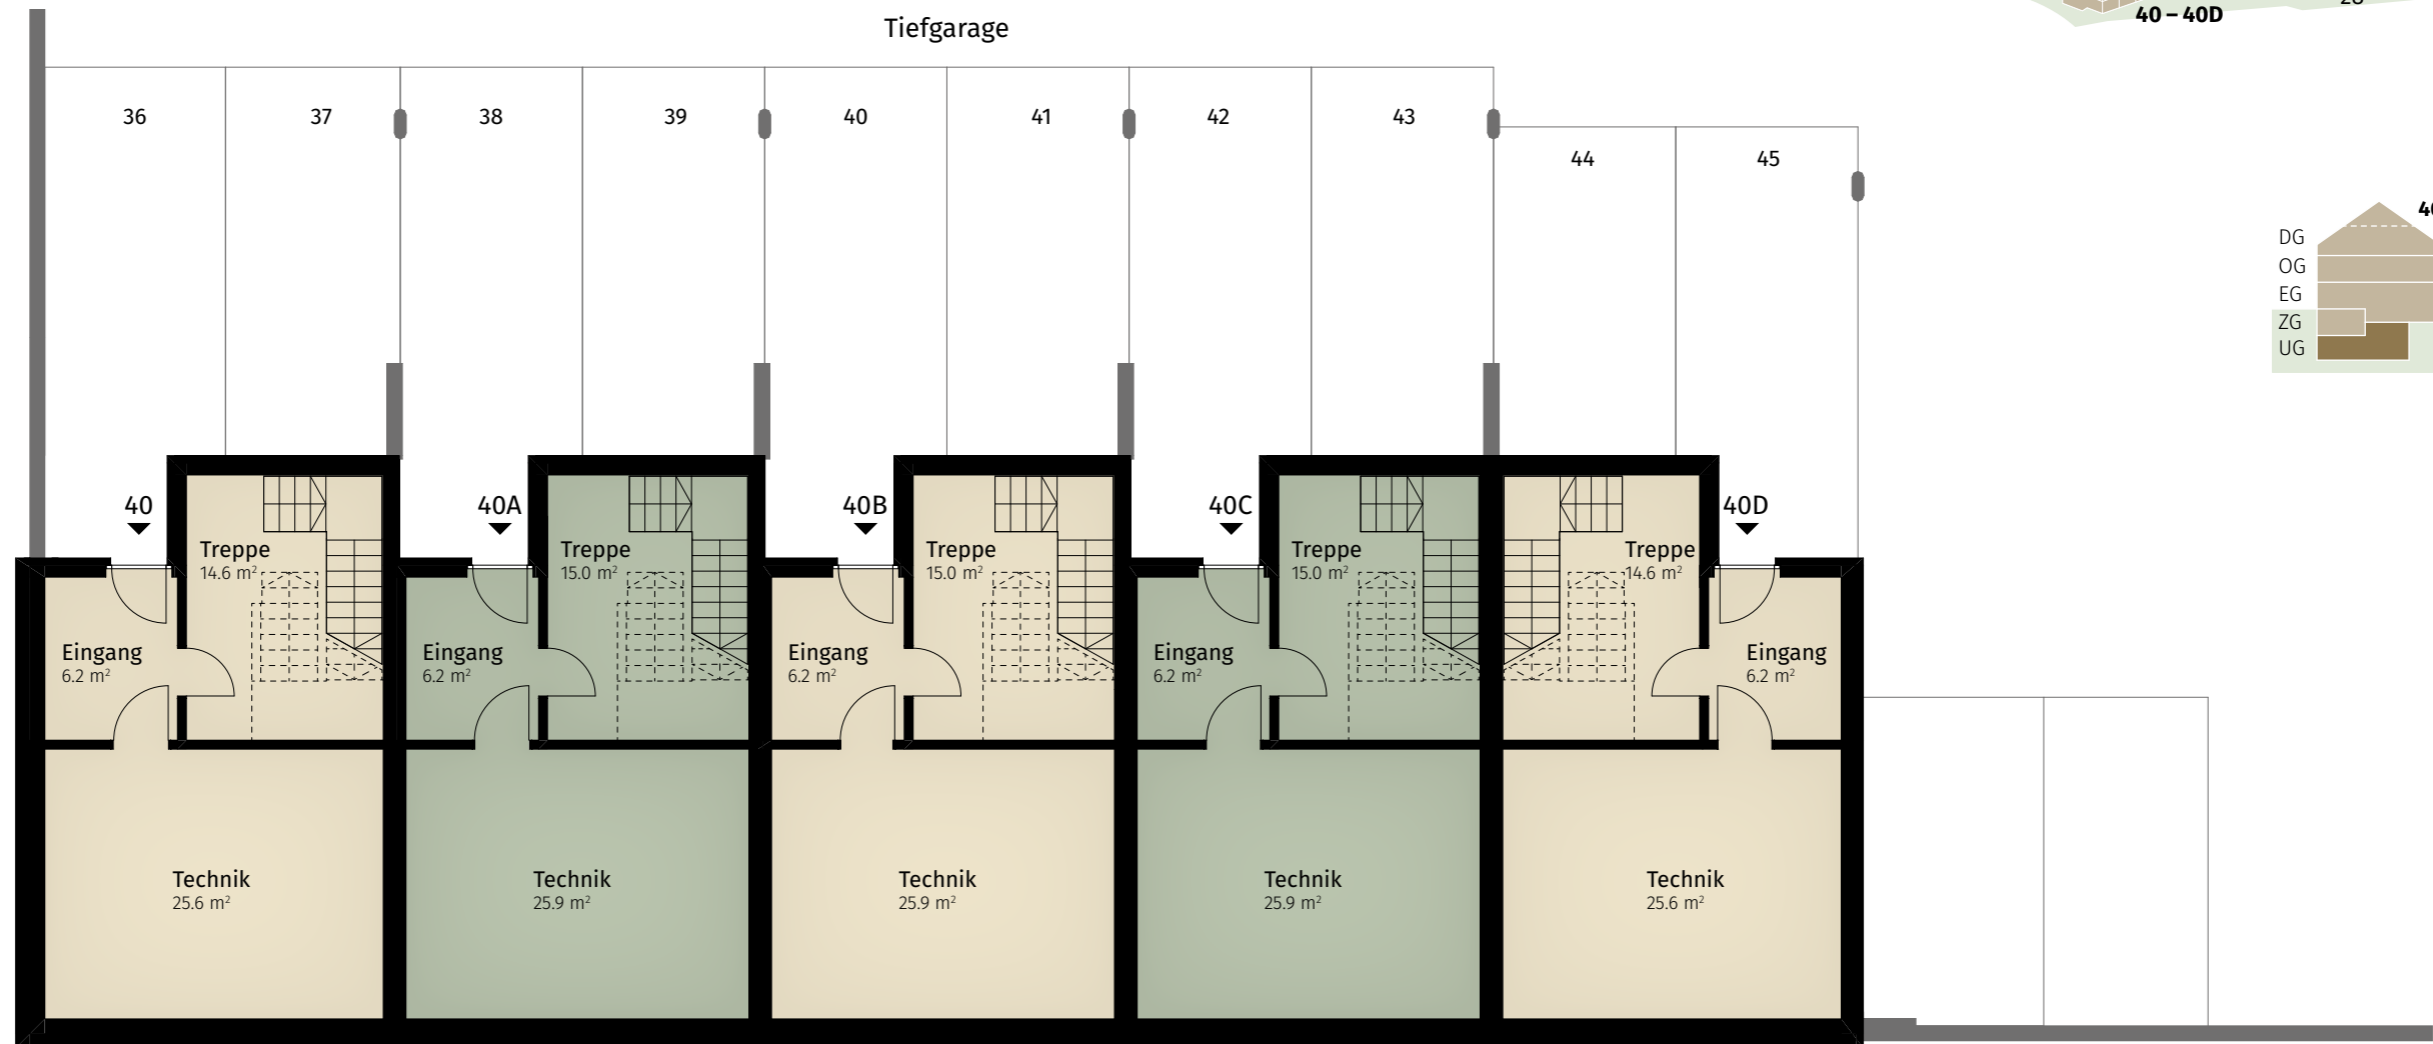 Tiefgarage
40 – 40D
36 37 38 39 40 41 42 43
44 45
DG
OG
EG
ZG
UG
40 40A 40B 40C 40D
Treppe
14.6 m²
Treppe
15.0 m²
Treppe
15.0 m²
Treppe
15.0 m²
Treppe
14.6 m²
Eingang
6.2 m²
Eingang
6.2 m²
Eingang
6.2 m²
Eingang
6.2 m²
Eingang
6.2 m²
Technik
25.6 m²
Technik
25.9 m²
Technik
25.9 m²
Technik
25.9 m²
Technik
25.6 m²